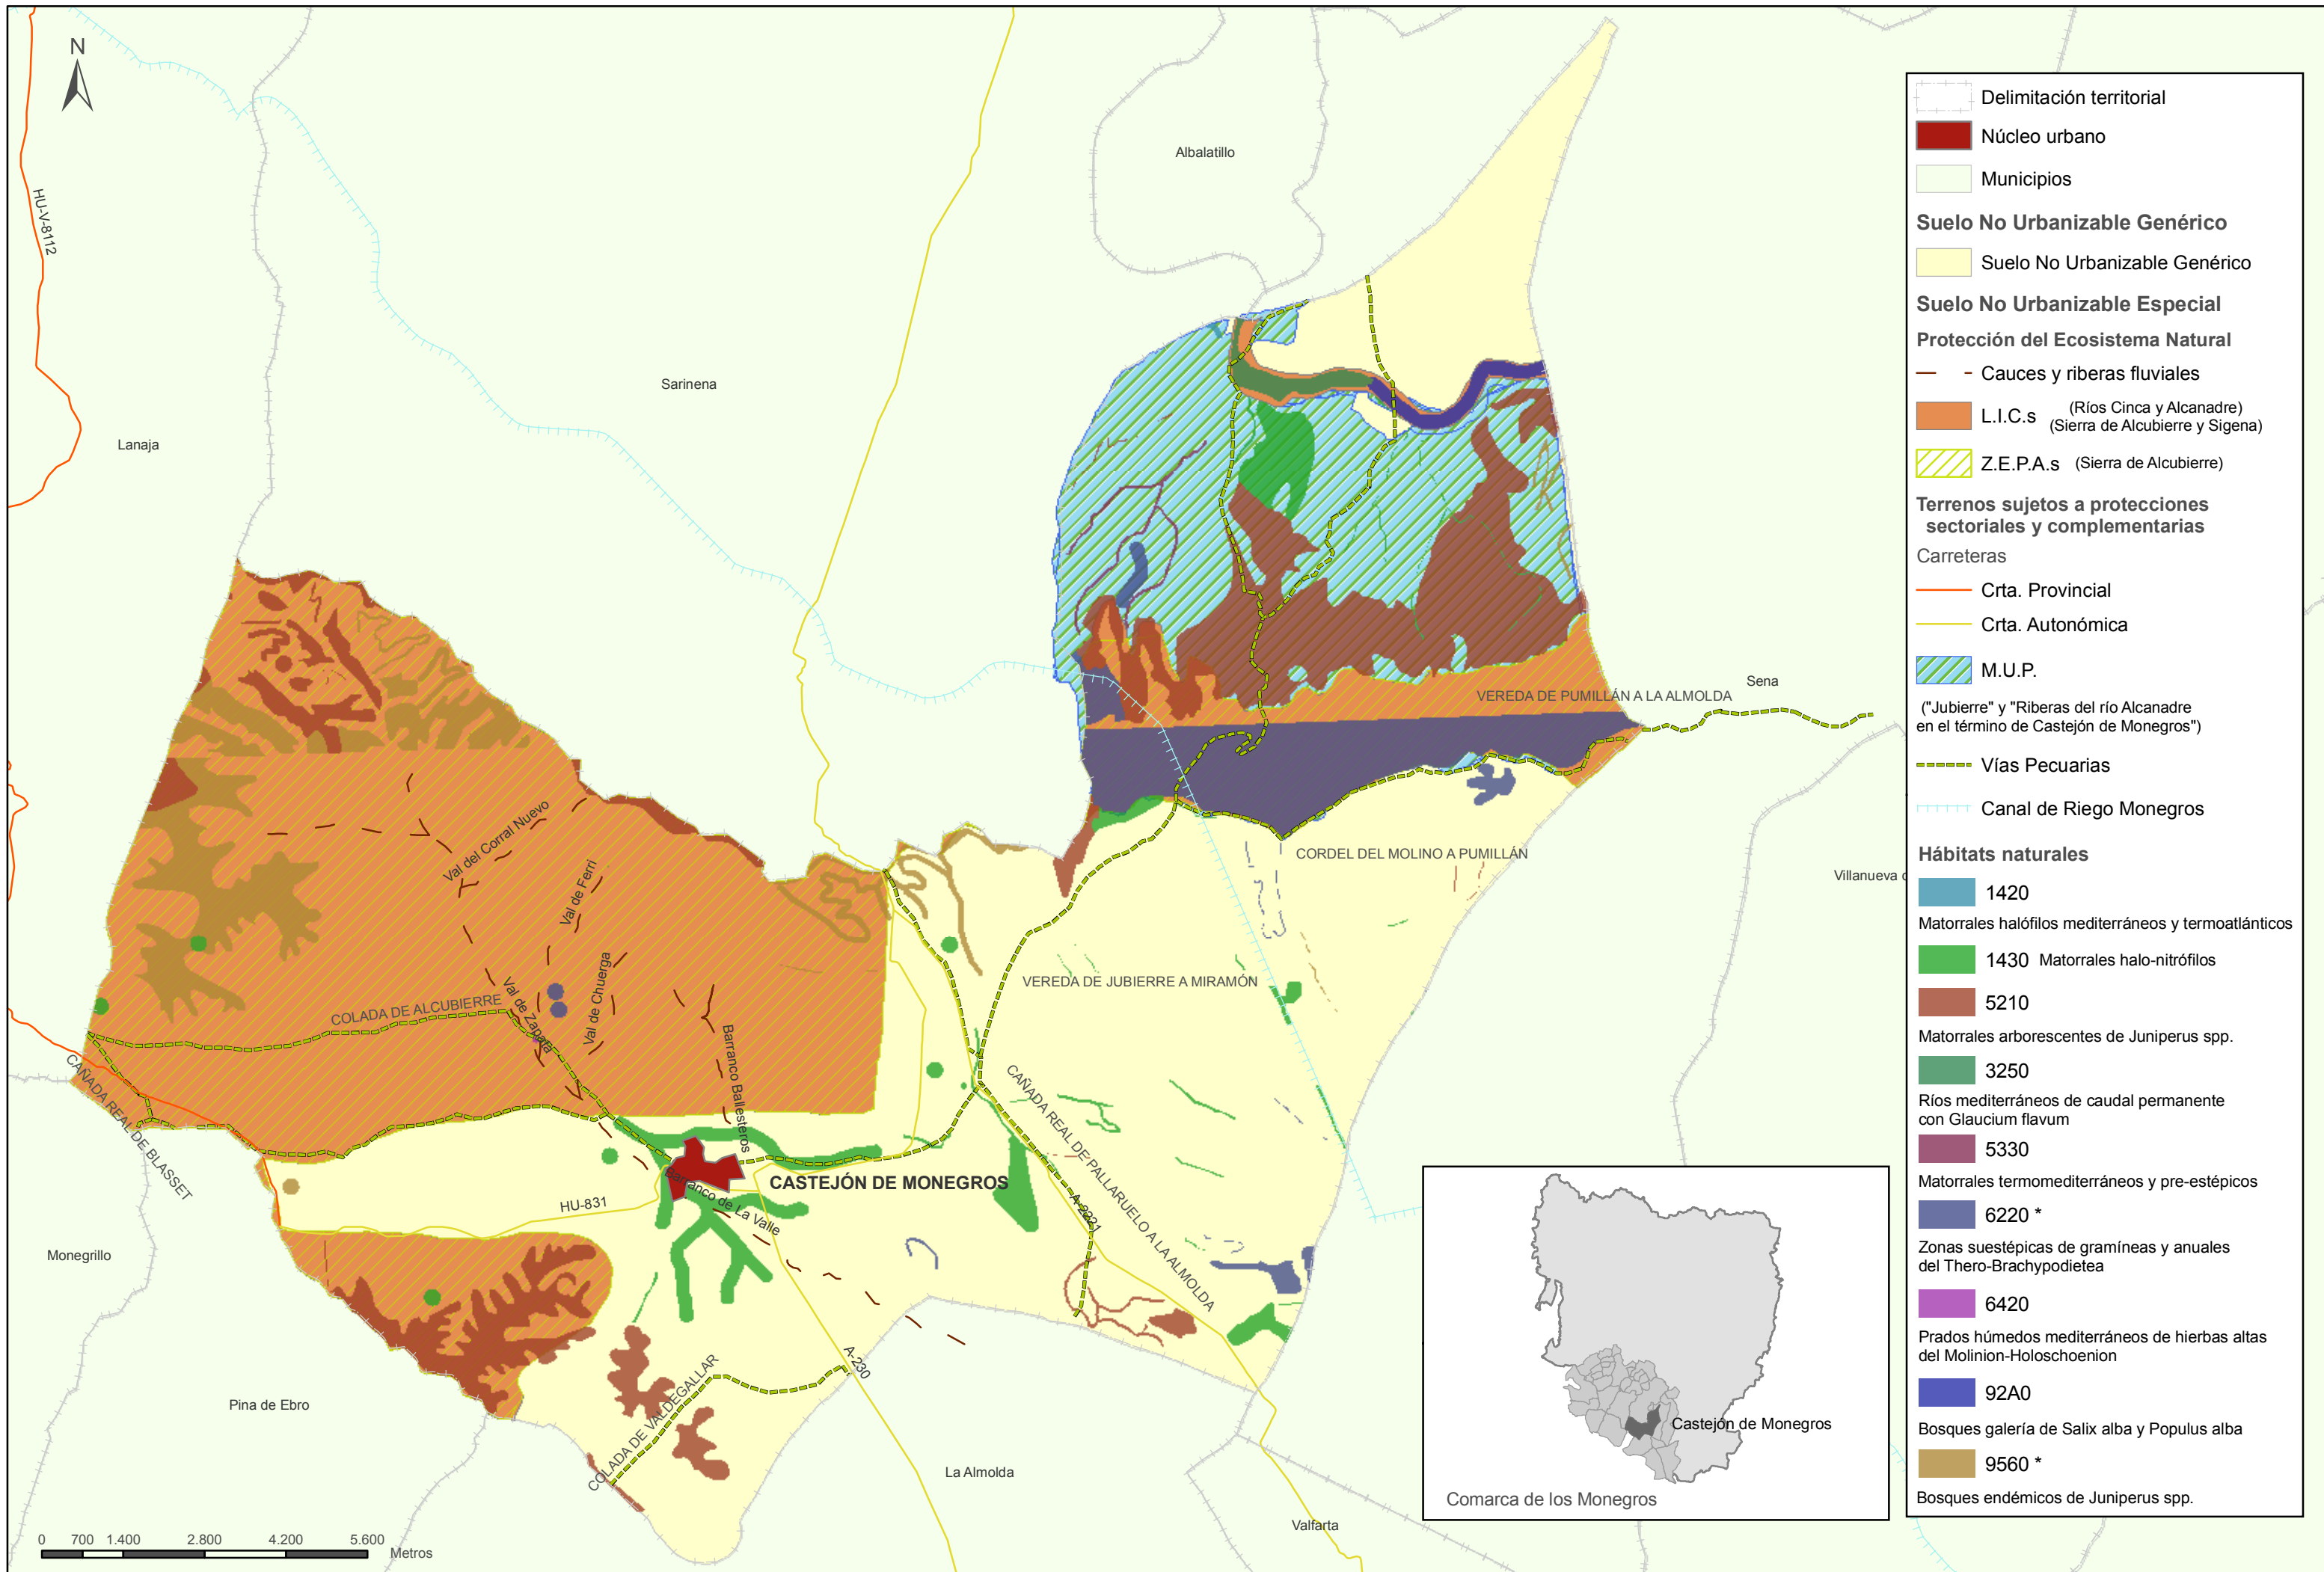 N
HU-V-8112
Albalatillo
Sarinena
Lanaja
Sena
VEREDA DE PUMILLÁN A LA ALMOLDA
CORDEL DEL MOLINO A PUMILLÁN
VEREDA DE JUBIERRE A MIRAMÓN
Val del Corral Nuevo
Val de Ferri
Val de Chuerga
Val de Zapata
COLADA DE ALCUBIERRE
Barranco Ballesteros
CAÑADA REAL DE BLASSET
CAÑADA REAL DE PALLARUELO A LA ALMOLDA
CASTEJÓN DE MONEGROS
Barranco de La Valle
HU-831
A-2221
A-230
Monegrillo
Pina de Ebro
COLADA DE VALDEGALLAR
La Almolda
Valfarta
Villanueva
0 700 1.400 2.800 4.200 5.600
Metros
Castejón de Monegros
Comarca de los Monegros
Delimitación territorial
Núcleo urbano
Municipios
Suelo No Urbanizable Genérico
Suelo No Urbanizable Genérico
Suelo No Urbanizable Especial
Protección del Ecosistema Natural
Cauces y riberas fluviales
L.I.C.s (Ríos Cinca y Alcanadre)
(Sierra de Alcubierre y Sigena)
Z.E.P.A.s (Sierra de Alcubierre)
Terrenos sujetos a protecciones
sectoriales y complementarias
Carreteras
Crta. Provincial
Crta. Autonómica
M.U.P.
("Jubierre" y "Riberas del río Alcanadre
en el término de Castejón de Monegros")
Vías Pecuarias
Canal de Riego Monegros
Hábitats naturales
1420
Matorrales halófilos mediterráneos y termoatlánticos
1430 Matorrales halo-nitrófilos
5210
Matorrales arborescentes de Juniperus spp.
3250
Ríos mediterráneos de caudal permanente
con Glaucium flavum
5330
Matorrales termomediterráneos y pre-estépicos
6220 *
Zonas suestépicas de gramíneas y anuales
del Thero-Brachypodietea
6420
Prados húmedos mediterráneos de hierbas altas
del Molinion-Holoschoenion
92A0
Bosques galería de Salix alba y Populus alba
9560 *
Bosques endémicos de Juniperus spp.